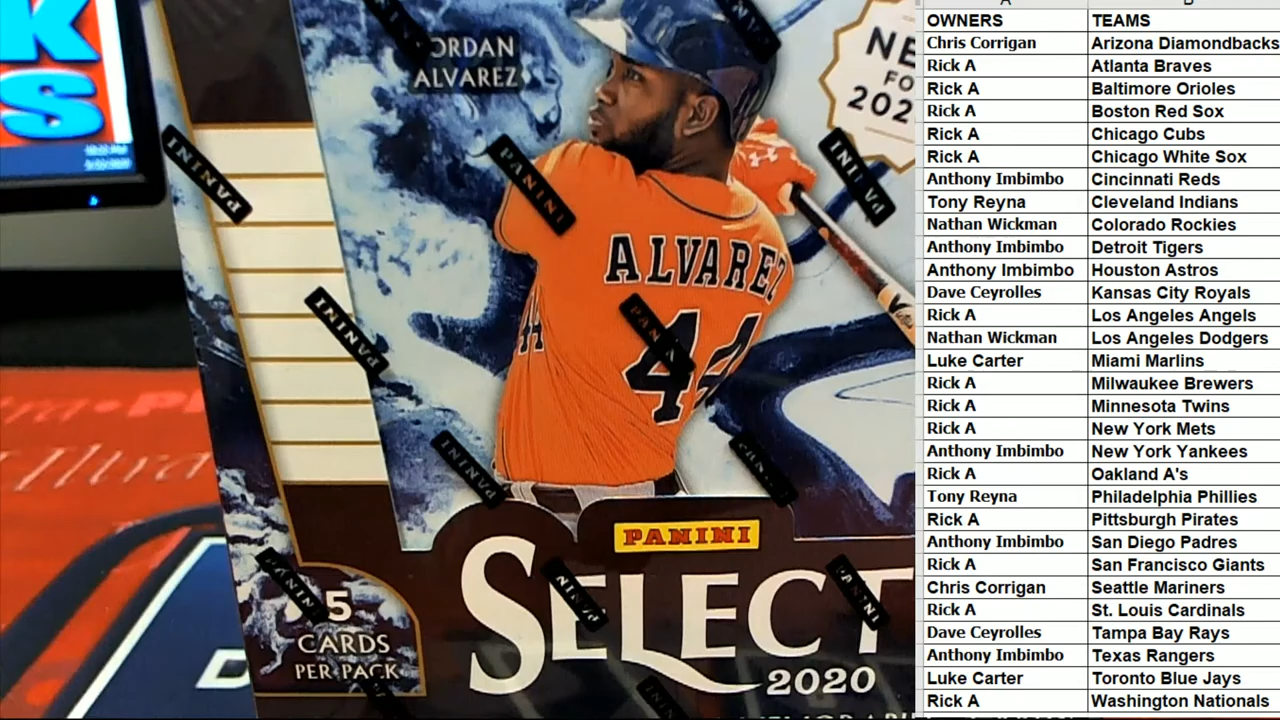 K
S
ORDAN
ALVAREZ
NE
FO
202
PANINI
PANINI
PANINI
PANINI
ALVAREZ
44
44
PANINI
PANINI
PANINI
SELECT
2020
5
CARDS
PER PACK
PANINI
PANINI
PANINI
A B
OWNERS TEAMS
Chris Corrigan Arizona Diamondbacks
Rick A Atlanta Braves
Rick A Baltimore Orioles
Rick A Boston Red Sox
Rick A Chicago Cubs
Rick A Chicago White Sox
Anthony Imbimbo Cincinnati Reds
Tony Reyna Cleveland Indians
Nathan Wickman Colorado Rockies
Anthony Imbimbo Detroit Tigers
Anthony Imbimbo Houston Astros
Dave Ceyrolles Kansas City Royals
Rick A Los Angeles Angels
Nathan Wickman Los Angeles Dodgers
Luke Carter Miami Marlins
Rick A Milwaukee Brewers
Rick A Minnesota Twins
Rick A New York Mets
Anthony Imbimbo New York Yankees
Rick A Oakland A's
Tony Reyna Philadelphia Phillies
Rick A Pittsburgh Pirates
Anthony Imbimbo San Diego Padres
Rick A San Francisco Giants
Chris Corrigan Seattle Mariners
Rick A St. Louis Cardinals
Dave Ceyrolles Tampa Bay Rays
Anthony Imbimbo Texas Rangers
Luke Carter Toronto Blue Jays
Rick A Washington Nationals